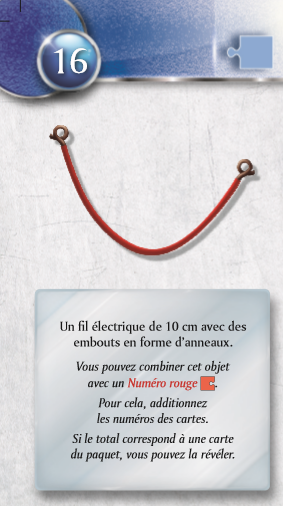 16
Un fil électrique de 10 cm avec des
embouts en forme d'anneaux.
Vous pouvez combiner cet objet
avec un Numéro rouge .
Pour cela, additionnez
les numéros des cartes.
Si le total correspond à une carte
du paquet, vous pouvez la révéler.